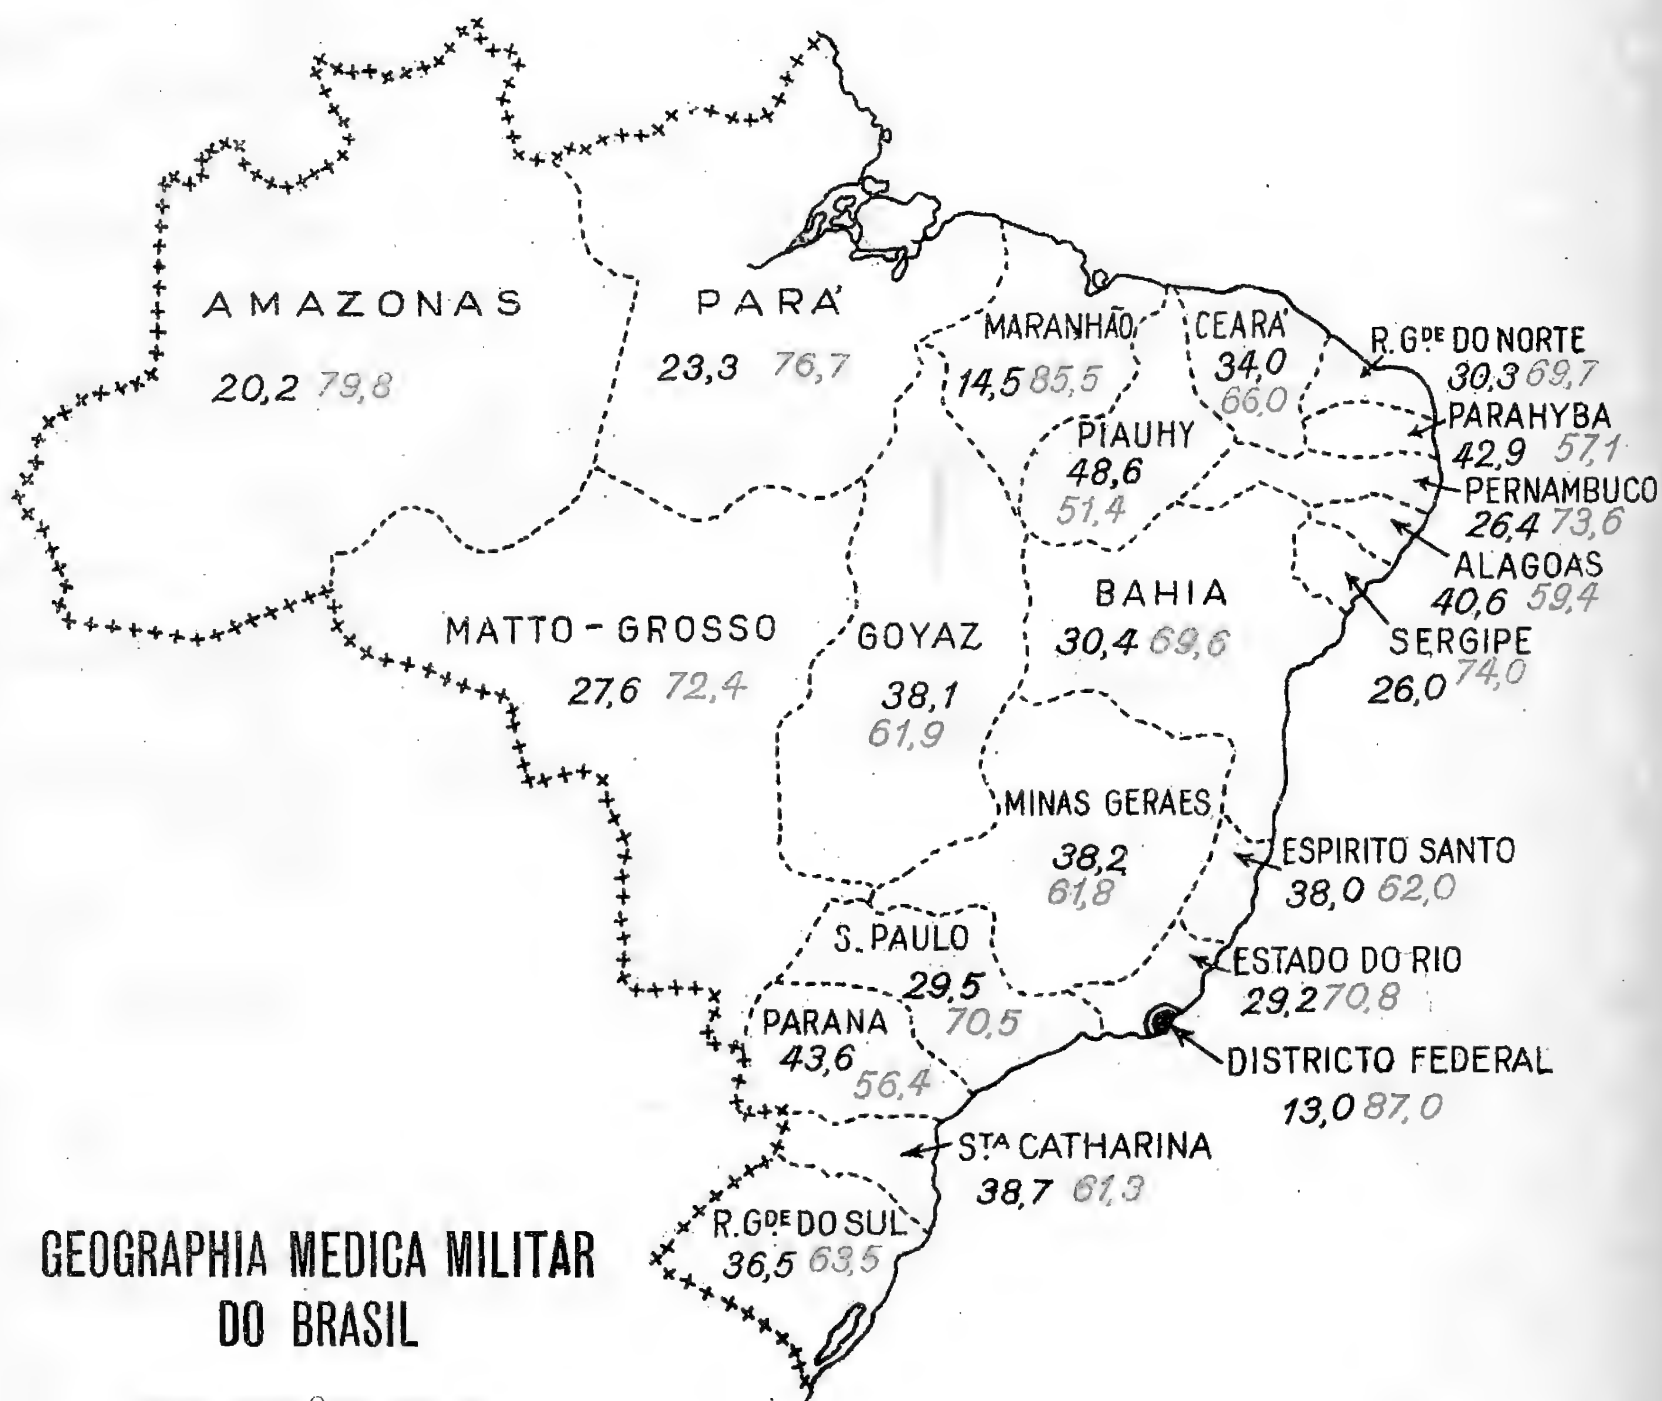 AMAZONAS
20,2 79,8
PARÁ
23,3 76,7
MARANHÃO
14,5 85,5
CEARÁ
34,0
66,0
R. GDE DO NORTE
30,3 69,7
PARAHYBA
42,9 57,1
PIAUHY
48,6
51,4
PERNAMBUCO
26,4 73,6
ALAGOAS
40,6 59,4
SERGIPE
26,0 74,0
BAHIA
30,4 69,6
MATTO-GROSSO
27,6 72,4
GOYAZ
38,1
61,9
MINAS GERAES
38,2
61,8
ESPIRITO SANTO
38,0 62,0
S. PAULO
29,5
70,5
ESTADO DO RIO
29,2 70,8
PARANA
43,6
56,4
DISTRICTO FEDERAL
13,0 87,0
STA CATHARINA
38,7 61,3
R. GDE DO SUL
36,5 63,5
GEOGRAPHIA MEDICA MILITAR
DO BRASIL